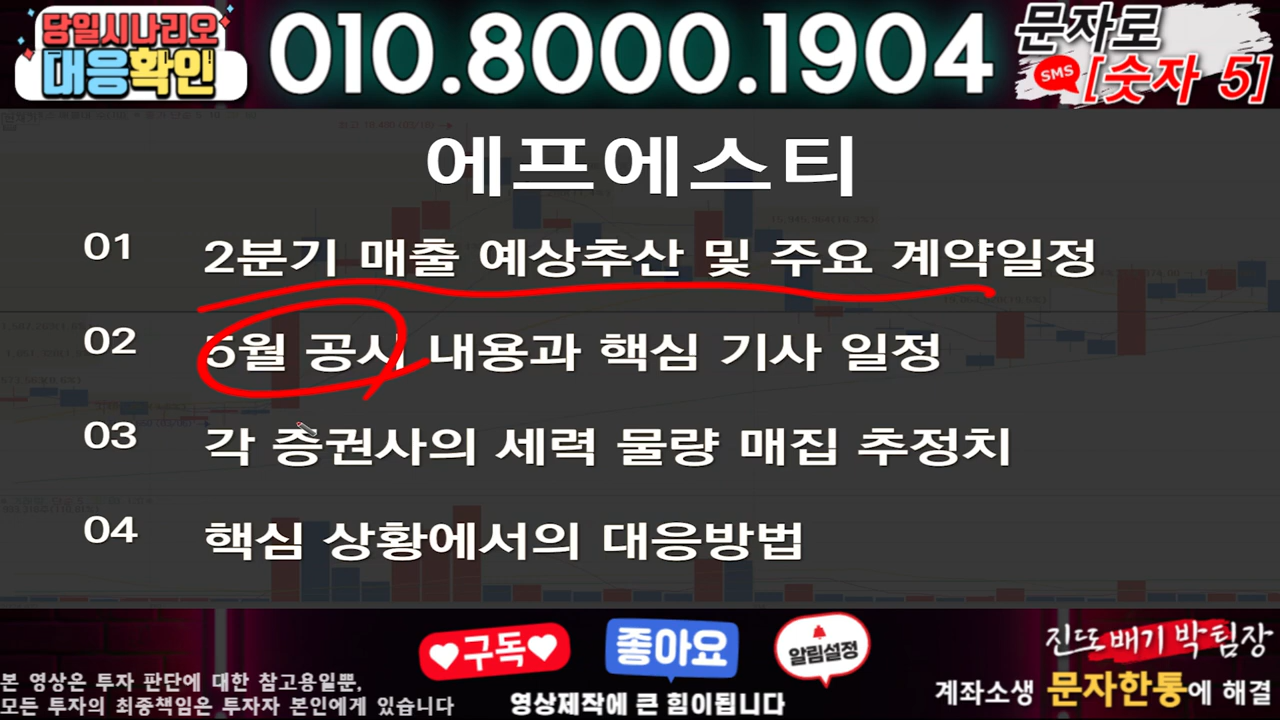 당일시나리오
대응확인
010.8000.1904
문자로
SMS [숫자 5]
에프에스티
01 2분기 매출 예상추산 및 주요 계약일정
02 5월 공시 내용과 핵심 기사 일정
03 각 증권사의 세력 물량 매집 추정치
04 핵심 상황에서의 대응방법
구독
좋아요
알림설정
영상제작에 큰 힘이됩니다
본 영상은 투자 판단에 대한 참고용일뿐,
모든 투자의 최종책임은 투자자 본인에게 있습니다
진또배기 박팀장
계좌소생 문자한통에 해결